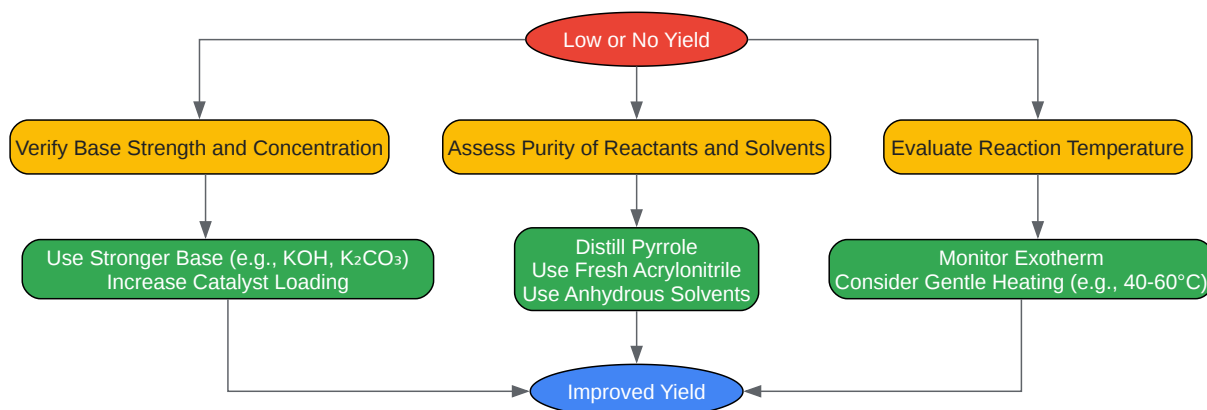 Low or No Yield
Verify Base Strength and Concentration
Assess Purity of Reactants and Solvents
Evaluate Reaction Temperature
Use Stronger Base (e.g., KOH, K₂CO₃)
Increase Catalyst Loading
Distill Pyrrole
Use Fresh Acrylonitrile
Use Anhydrous Solvents
Monitor Exotherm
Consider Gentle Heating (e.g., 40-60°C)
Improved Yield